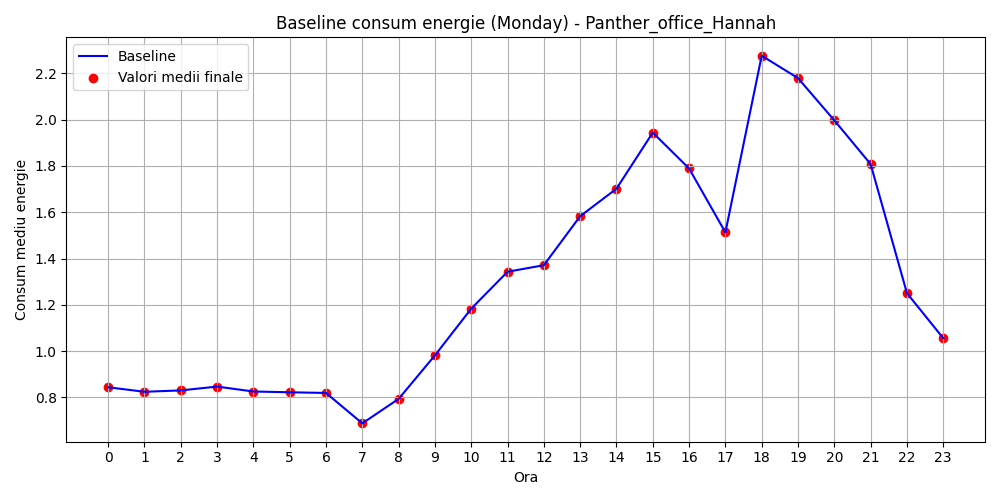 Baseline consum energie (Monday) - Panther_office_Hannah
Baseline
Valori medii finale
Consum mediu energie
2.2
2.0
1.8
1.6
1.4
1.2
1.0
0.8
0 1 2 3 4 5 6 7 8 9 10 11 12 13 14 15 16 17 18 19 20 21 22 23
Ora